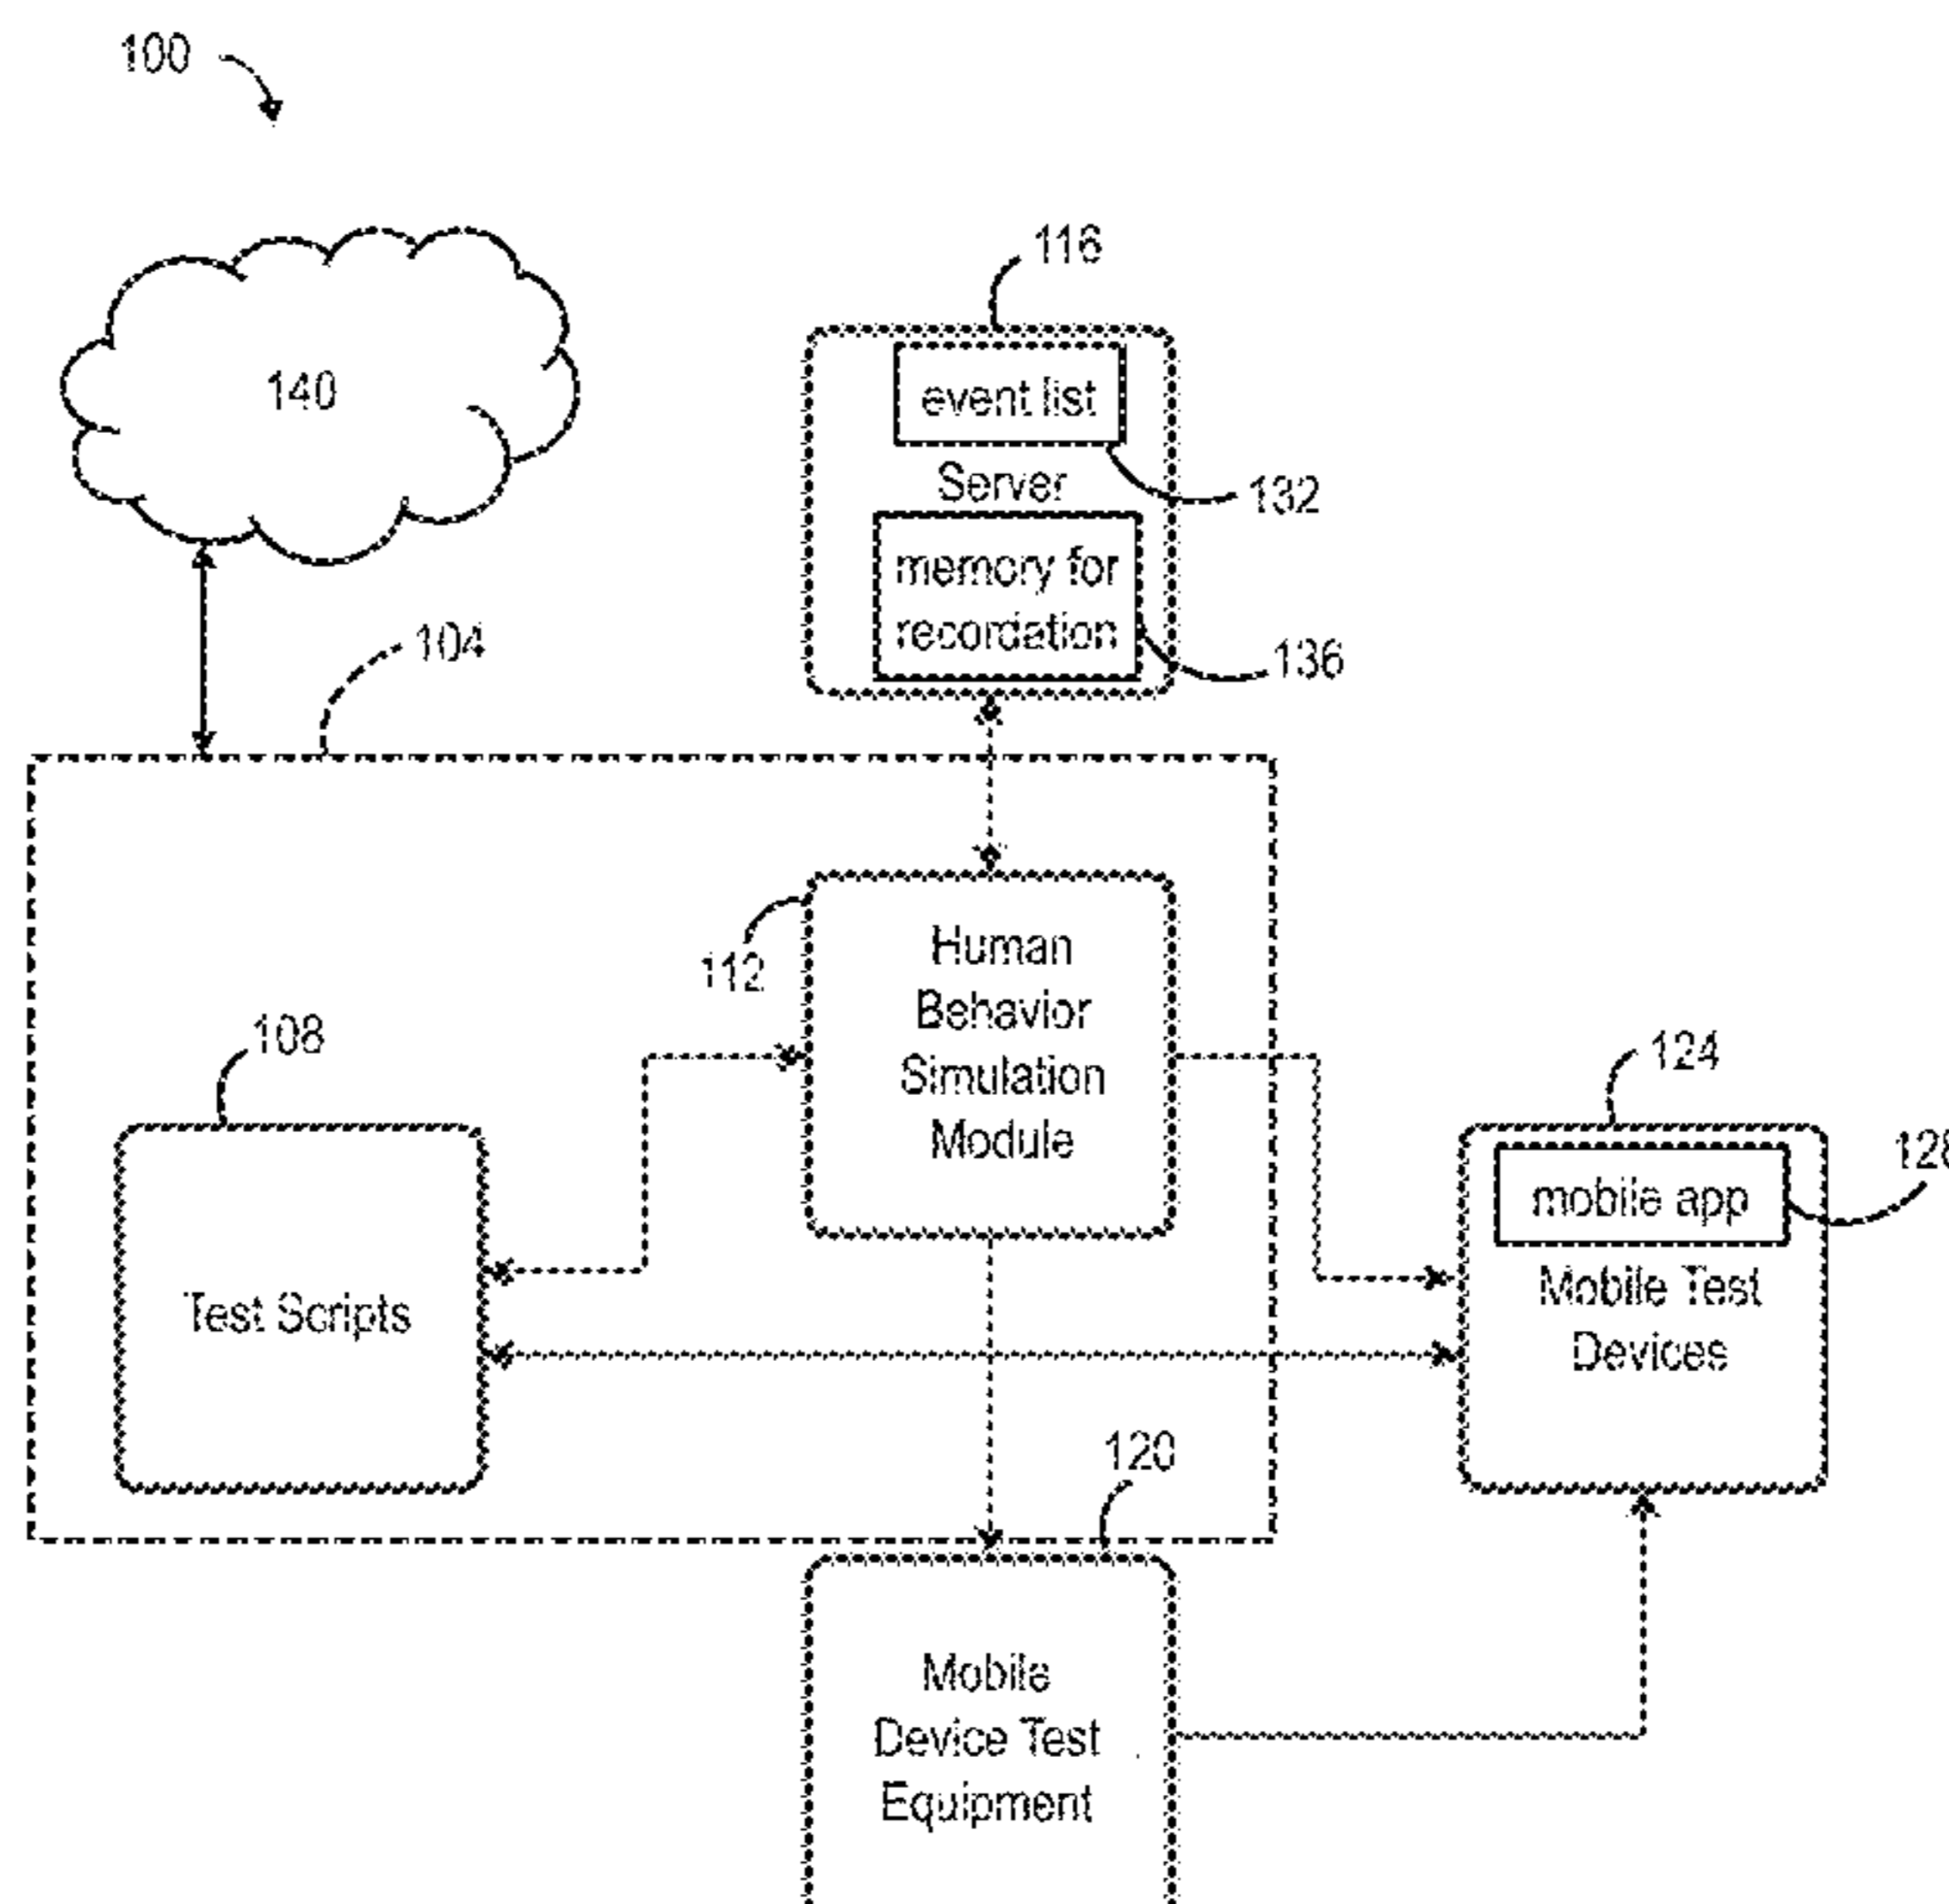 100
116
140
event list
Server
132
memory for
recordation
136
104
112
Human
Behavior
Simulation
Module
108
124
mobile app
Test Scripts
Mobile Test
Devices
120
Mobile
Device Test
Equipment